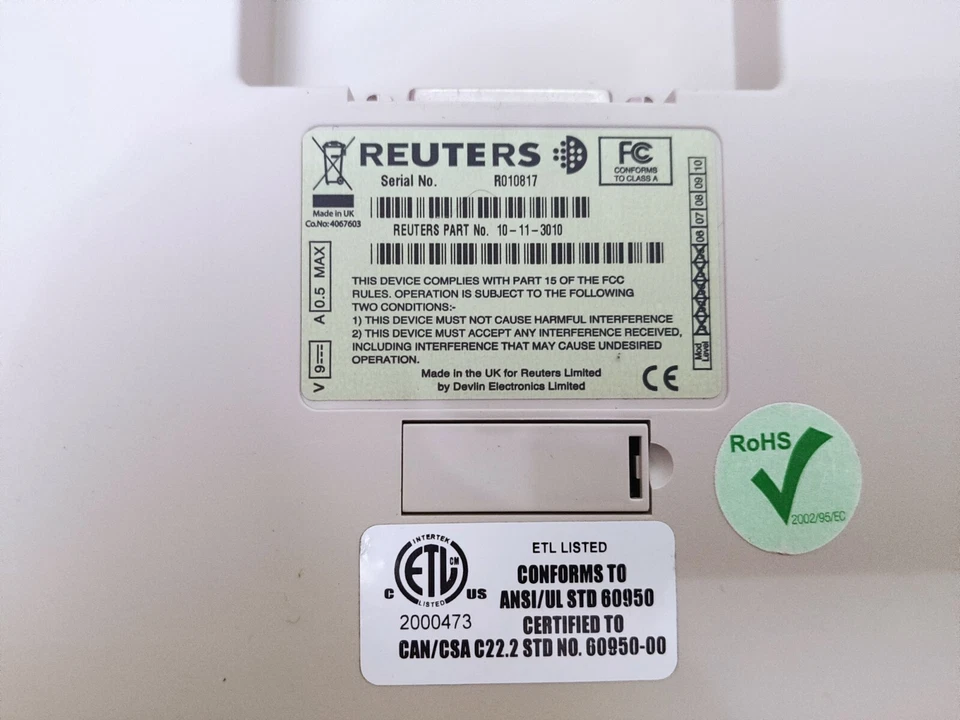 REUTERS
FC
CONFORMS
TO CLASS A
Serial No. R010817
Made in UK
Co.No: 4067603
REUTERS PART No. 10-11-3010
V 9 A 0.5 MAX
THIS DEVICE COMPLIES WITH PART 15 OF THE FCC
RULES. OPERATION IS SUBJECT TO THE FOLLOWING
TWO CONDITIONS:-
1) THIS DEVICE MUST NOT CAUSE HARMFUL INTERFERENCE
2) THIS DEVICE MUST ACCEPT ANY INTERFERENCE RECEIVED,
INCLUDING INTERFERENCE THAT MAY CAUSE UNDESIRED
OPERATION.
Made in the UK for Reuters Limited
by Devlin Electronics Limited
CE
Mod
Level
06 07 08 09 10
RoHS
2002/95/EC
INTERTEK
ETL CM
LISTED
C US
2000473
ETL LISTED
CONFORMS TO
ANSI/UL STD 60950
CERTIFIED TO
CAN/CSA C22.2 STD NO. 60950-00